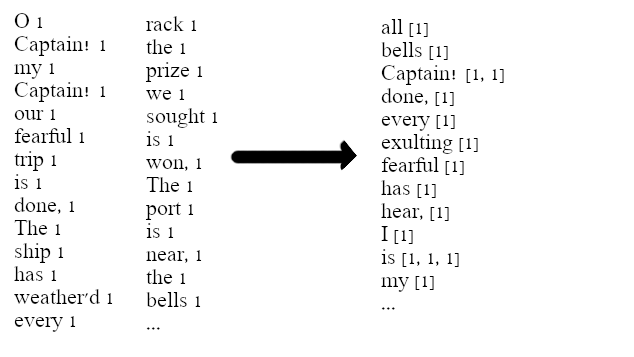 O 1
Captain! 1
my 1
Captain! 1
our 1
fearful 1
trip 1
is 1
done, 1
The 1
ship 1
has 1
weather'd 1
every 1
rack 1
the 1
prize 1
we 1
sought 1
is 1
won, 1
The 1
port 1
is 1
near, 1
the 1
bells 1
...
all [1]
bells [1]
Captain! [1, 1]
done, [1]
every [1]
exulting [1]
fearful [1]
has [1]
hear, [1]
I [1]
is [1, 1, 1]
my [1]
...